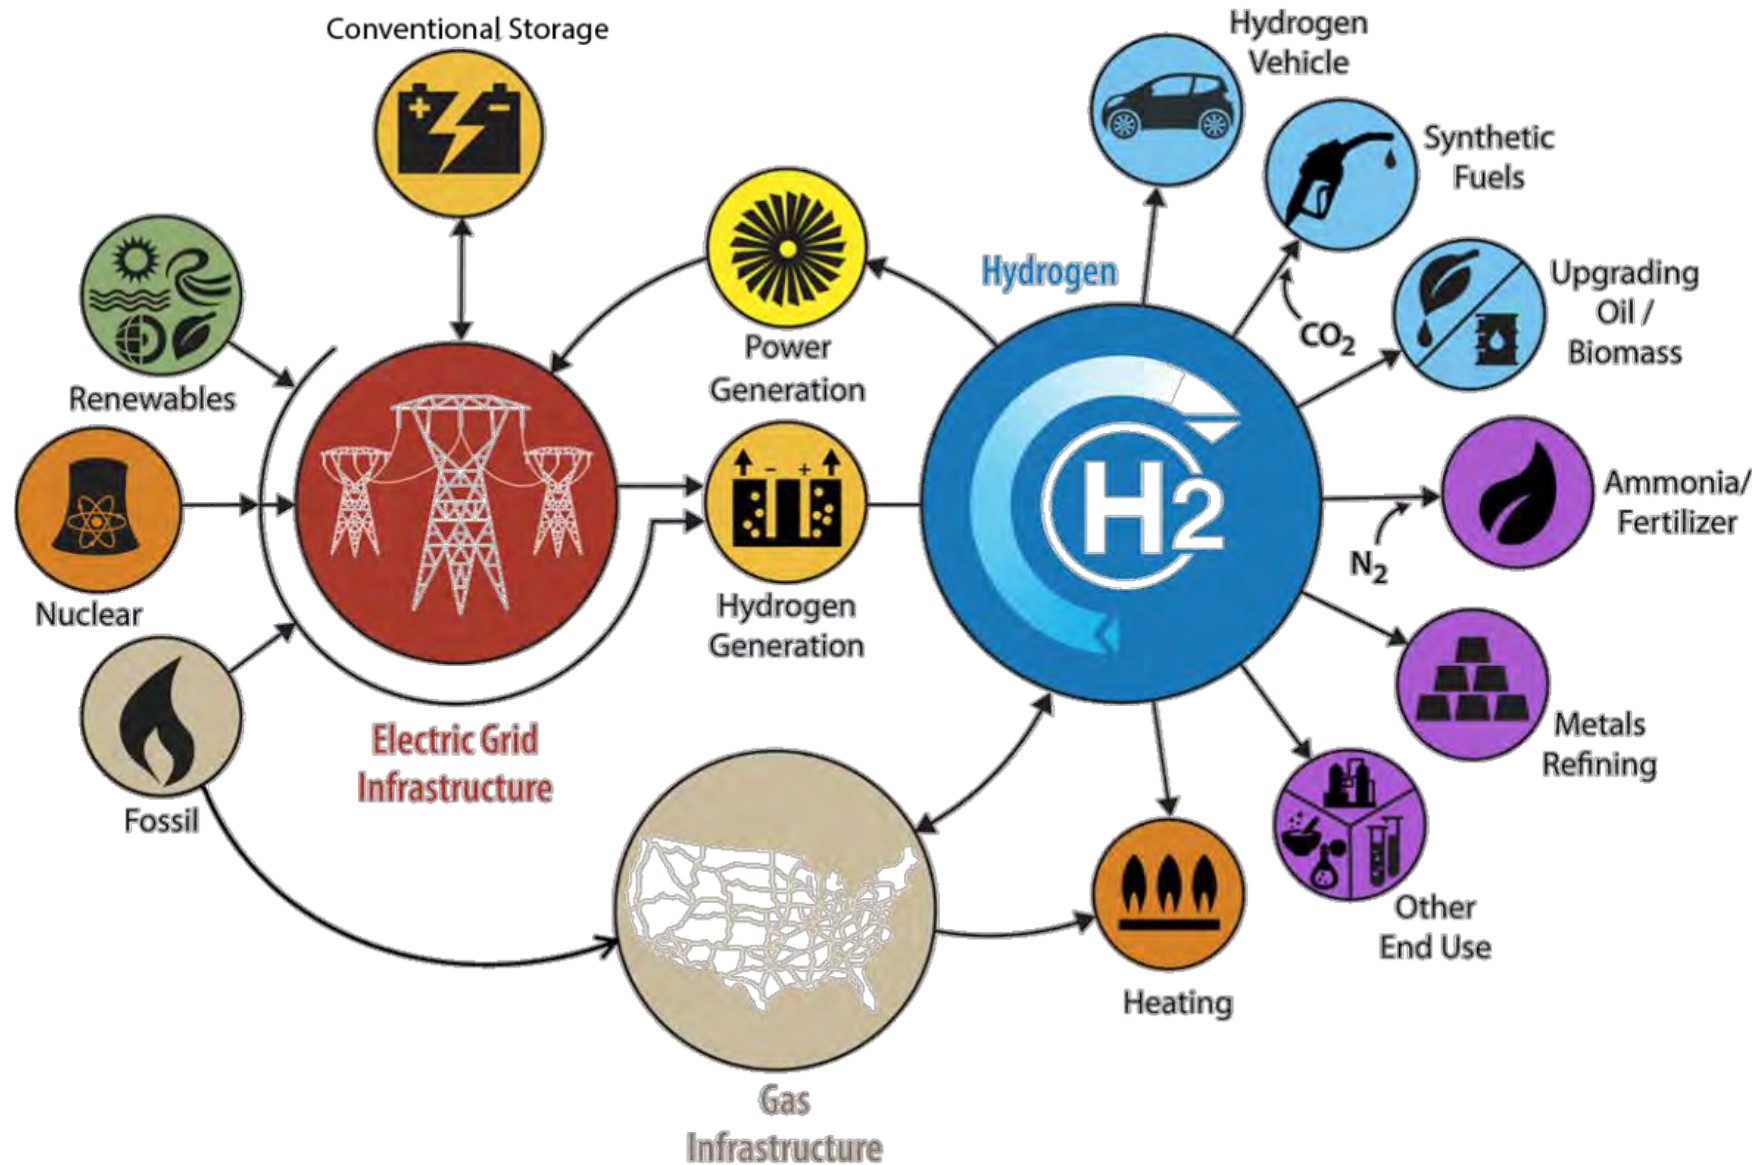 Conventional Storage
Hydrogen
Vehicle
Synthetic
Fuels
Hydrogen
Upgrading
Oil /
Biomass
CO2
Power
Generation
Renewables
+ -
- +
H2
Ammonia/
Fertilizer
N2
Nuclear
Hydrogen
Generation
Electric Grid
Infrastructure
Metals
Refining
Fossil
Other
End Use
Heating
Gas
Infrastructure